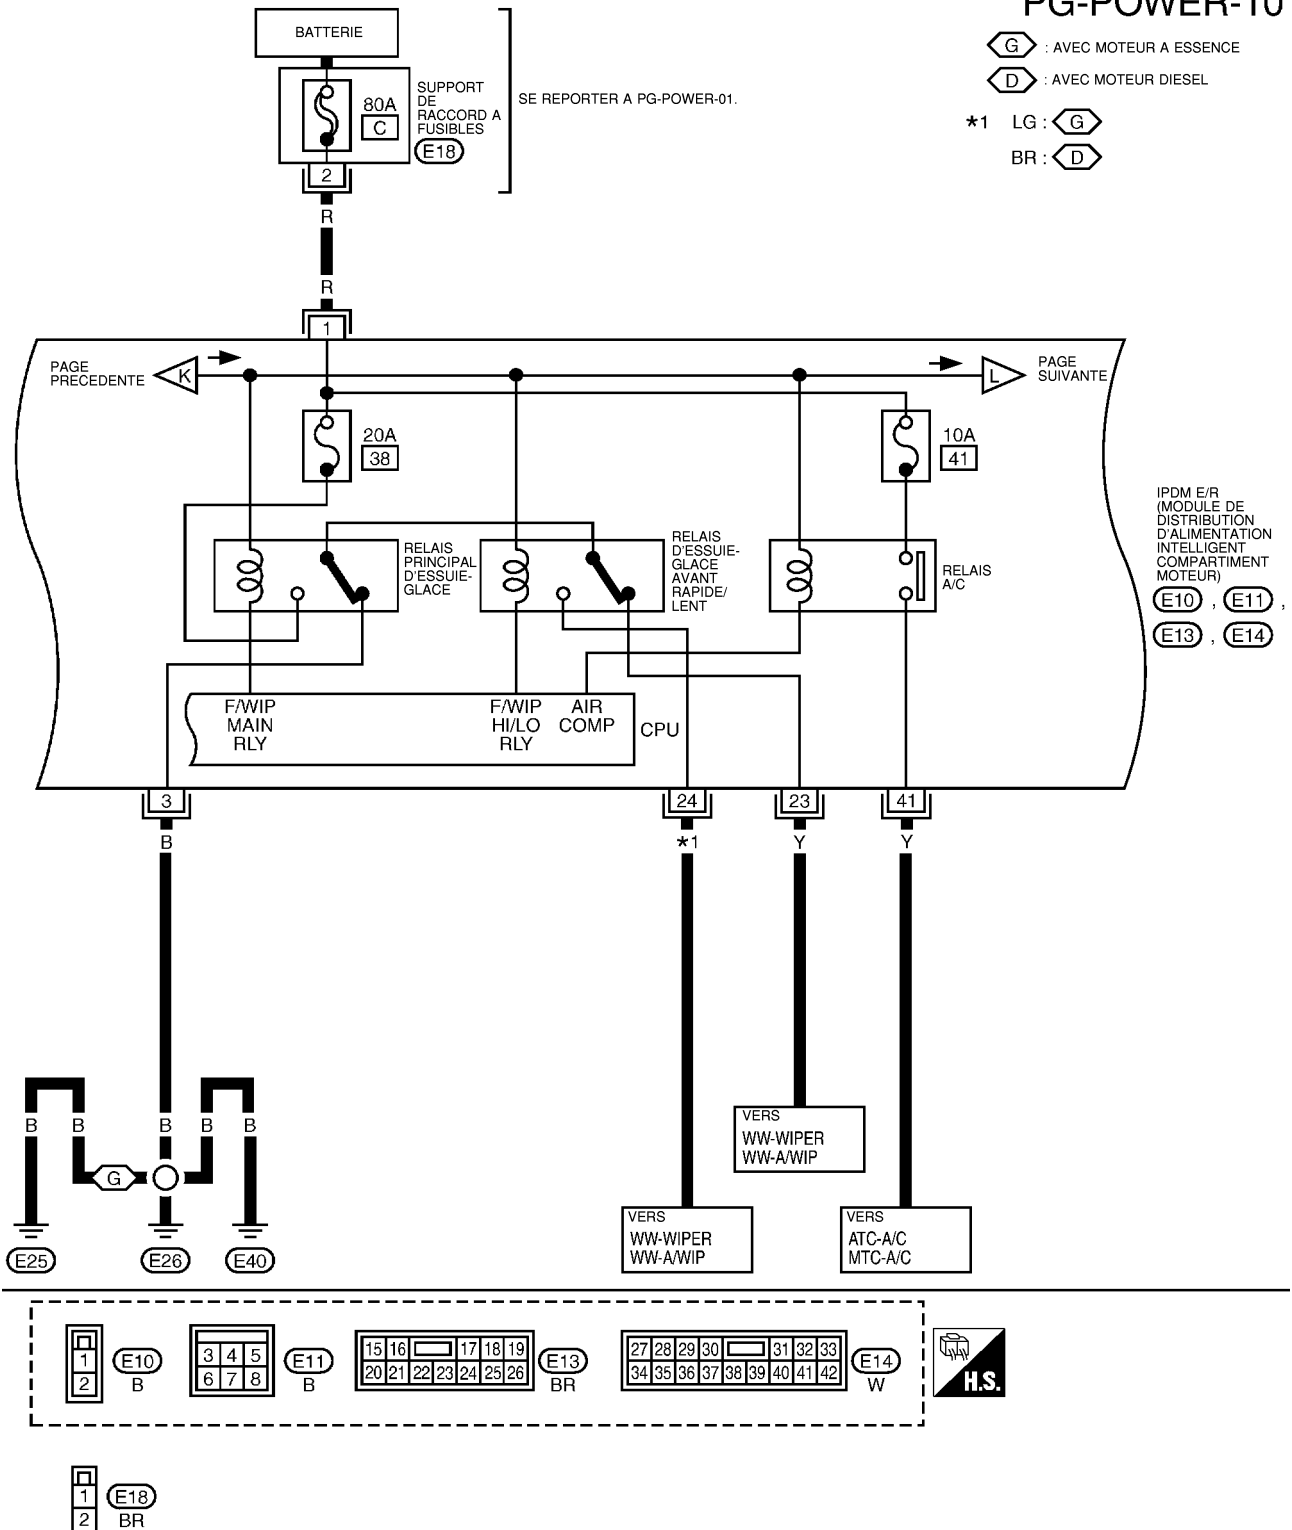 PG-POWER-10
BATTERIE
80A
C
SUPPORT
DE
RACCORD A
FUSIBLES
E18
SE REPORTER A PG-POWER-01.
G : AVEC MOTEUR A ESSENCE
D : AVEC MOTEUR DIESEL
*1 LG : G
BR : D
2
R
R
1
PAGE
PRECEDENTE
K
L
PAGE
SUIVANTE
20A
38
10A
41
RELAIS
PRINCIPAL
D'ESSUIE-
GLACE
RELAIS
D'ESSUIE-
GLACE
AVANT
RAPIDE/
LENT
RELAIS
A/C
IPDM E/R
(MODULE DE
DISTRIBUTION
D'ALIMENTATION
INTELLIGENT
COMPARTIMENT
MOTEUR)
E10 , E11 ,
E13 , E14
F/WIP
MAIN
RLY
F/WIP
HI/LO
RLY
AIR
COMP
CPU
3 24 23 41
B *1 Y Y
B B B B B
G
E25 E26 E40
VERS
WW-WIPER
WW-A/WIP
VERS
WW-WIPER
WW-A/WIP
VERS
ATC-A/C
MTC-A/C
1
2
E10
B
3 4 5
6 7 8
E11
B
15 16 17 18 19
20 21 22 23 24 25 26
E13
BR
27 28 29 30 31 32 33
34 35 36 37 38 39 40 41 42
E14
W
H.S.
1
2
E18
BR